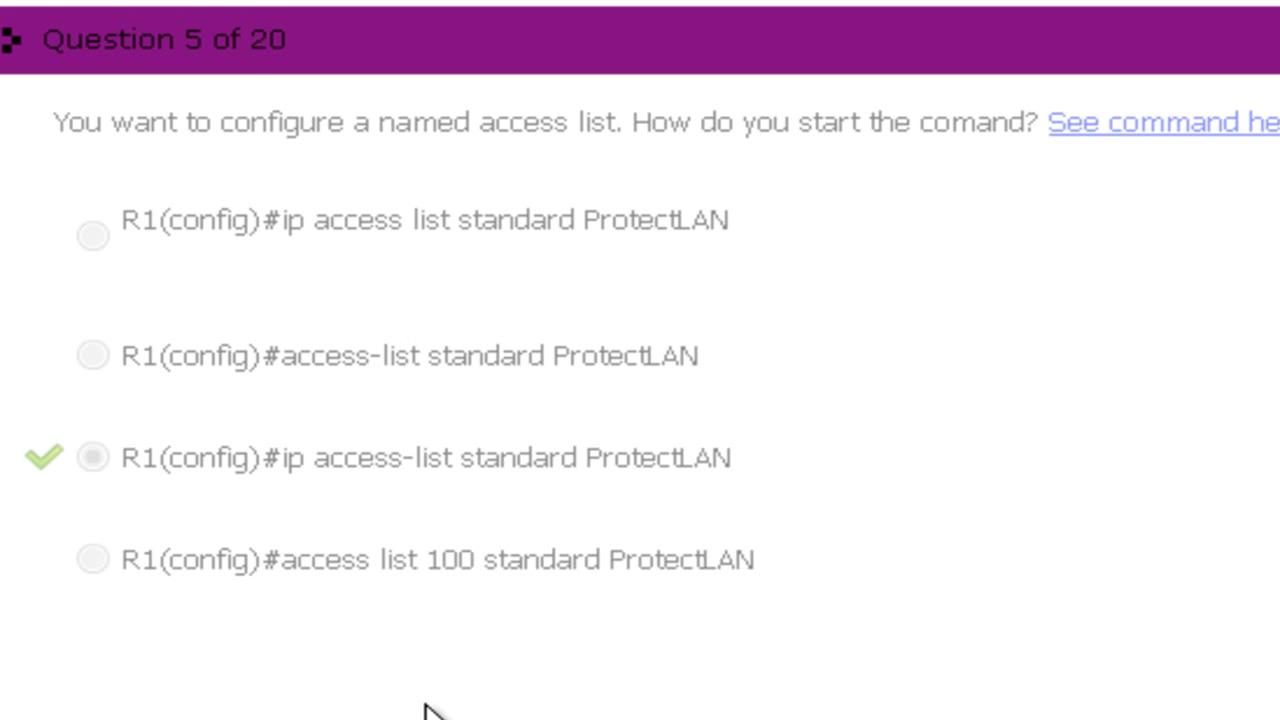 Question 5 of 20
You want to configure a named access list. How do you start the comand? See command he
R1(config)#ip access list standard ProtectLAN
R1(config)#access-list standard ProtectLAN
R1(config)#ip access-list standard ProtectLAN
R1(config)#access list 100 standard ProtectLAN